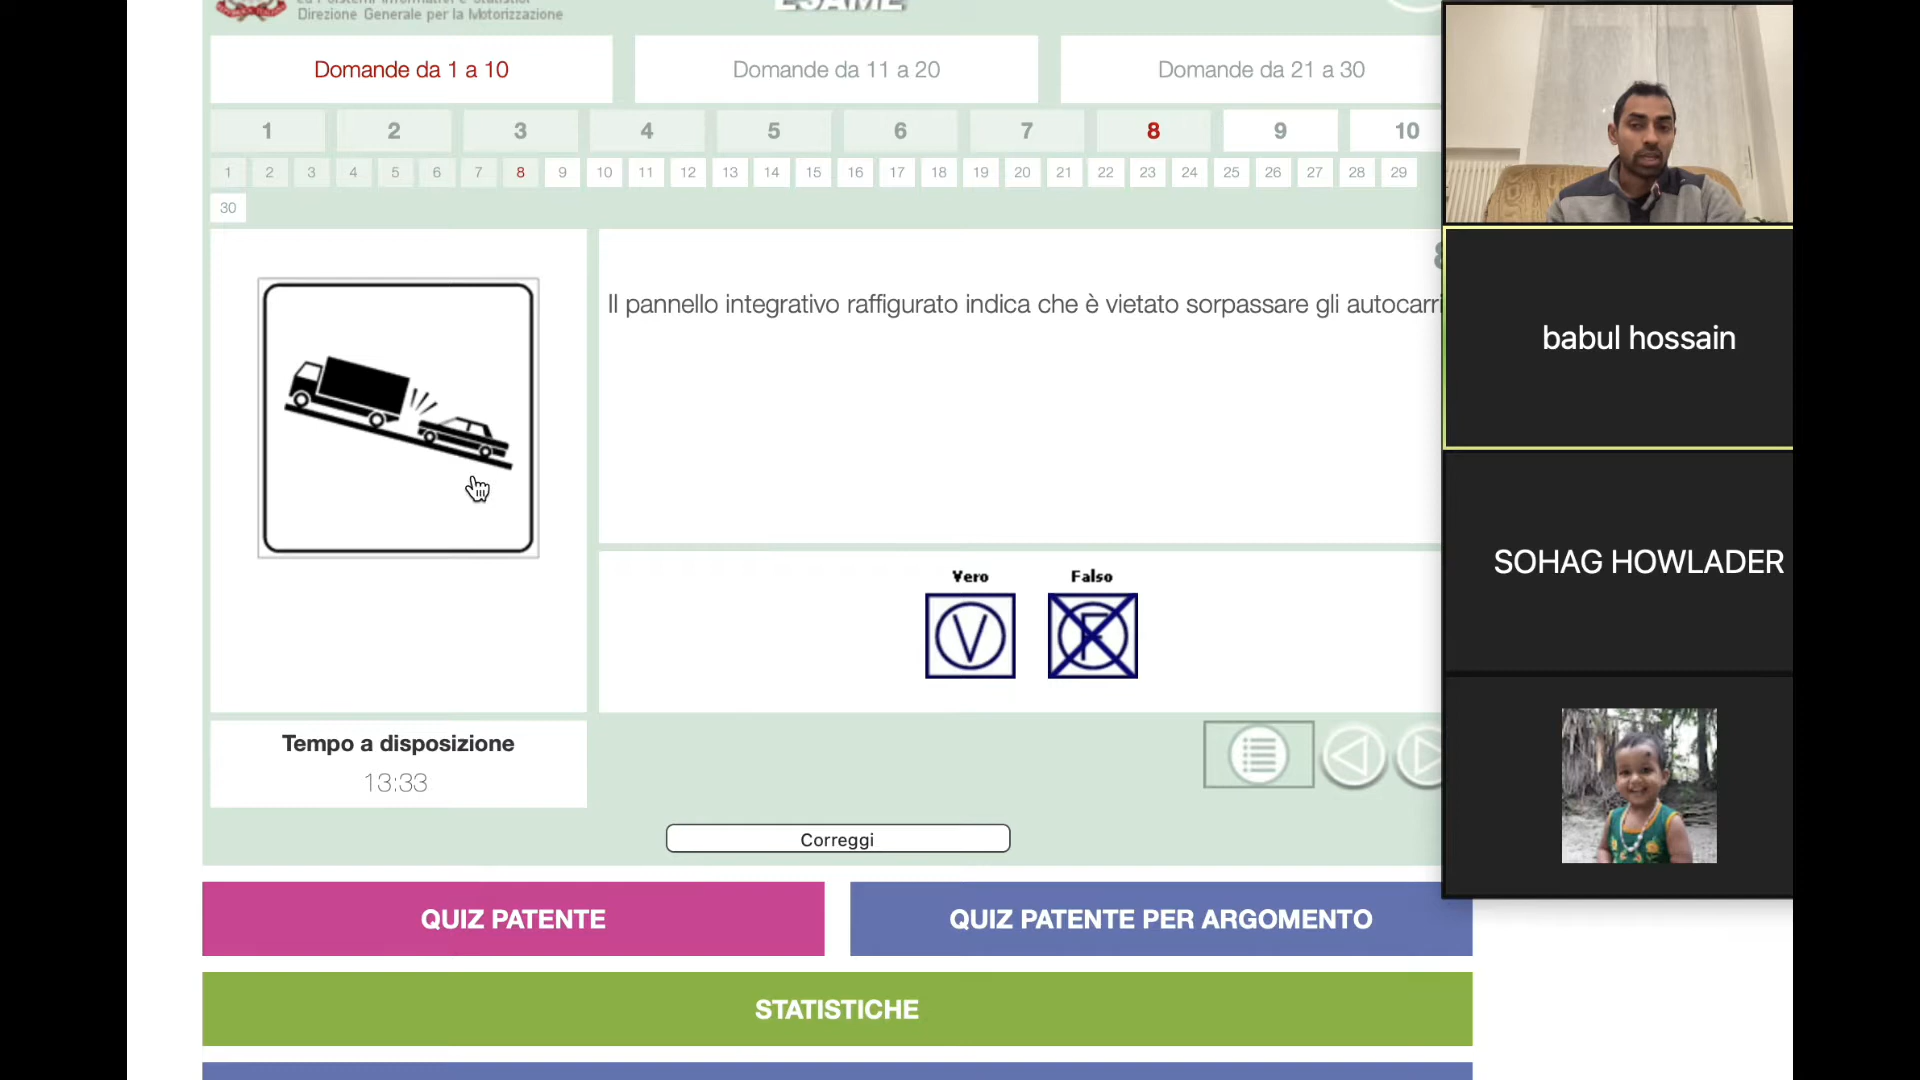 Direzione Generale per la Motorizzazione
ESAME
Domande da 1 a 10
Domande da 11 a 20
Domande da 21 a 30
1 2 3 4 5 6 7 8 9 10
1 2 3 4 5 6 7 8 9 10 11 12 13 14 15 16 17 18 19 20 21 22 23 24 25 26 27 28 29
30
Il pannello integrativo raffigurato indica che è vietato sorpassare gli autocarri
Vero
Falso
V
F
Tempo a disposizione
13:33
Correggi
QUIZ PATENTE
QUIZ PATENTE PER ARGOMENTO
STATISTICHE
babul hossain
SOHAG HOWLADER